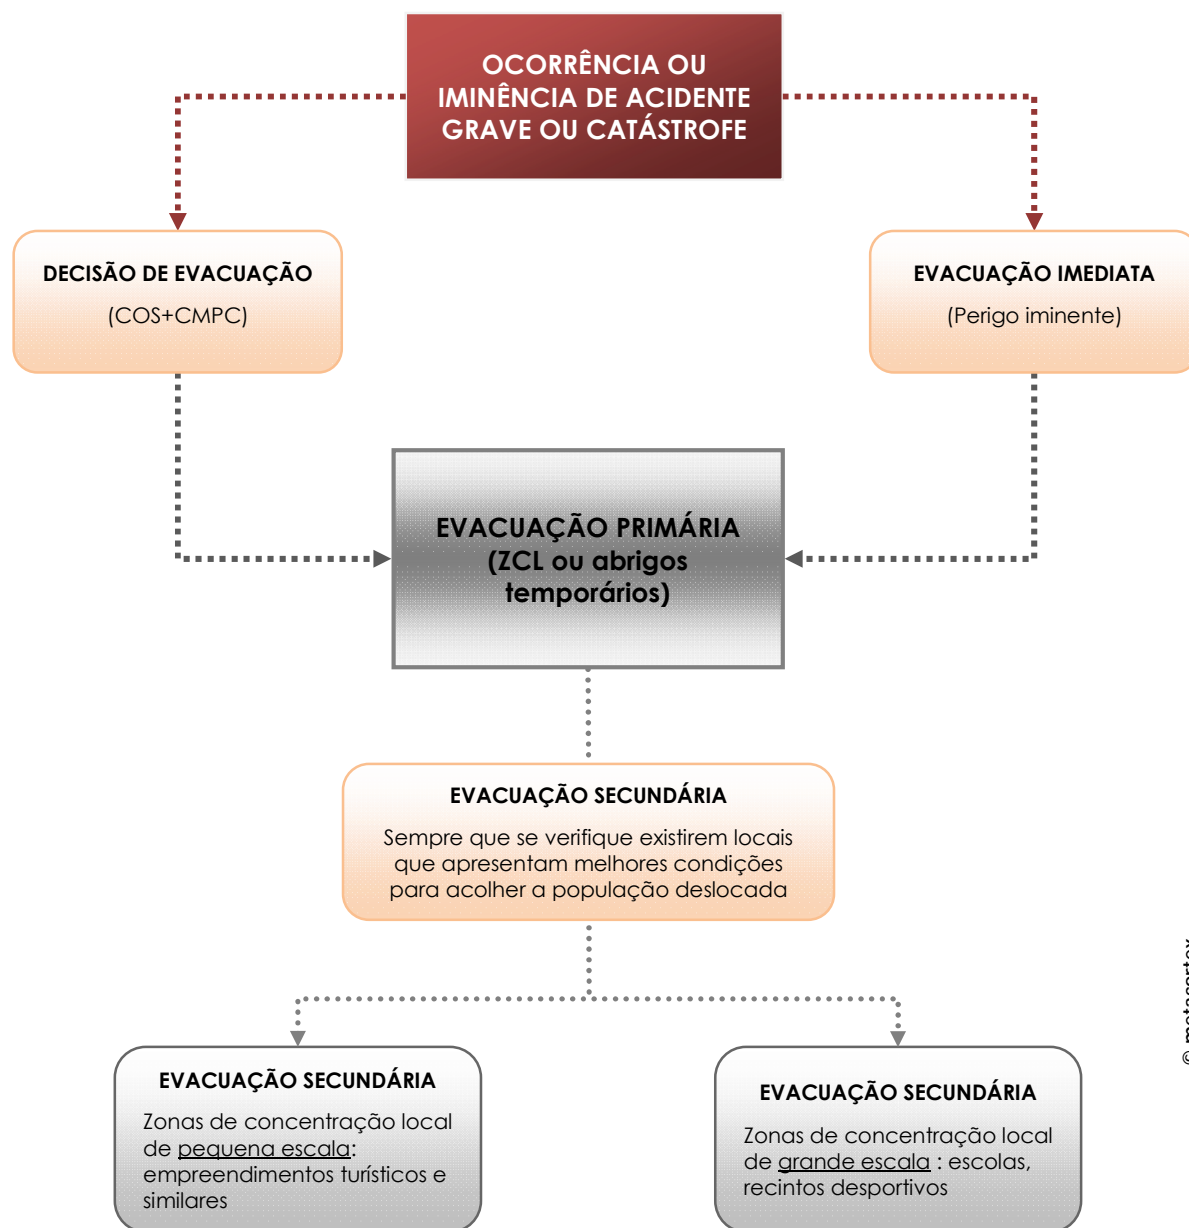 OCORRÊNCIA OU
IMINÊNCIA DE ACIDENTE
GRAVE OU CATÁSTROFE
DECISÃO DE EVACUAÇÃO
(COS+CMPC)
EVACUAÇÃO IMEDIATA
(Perigo iminente)
EVACUAÇÃO PRIMÁRIA
(ZCL ou abrigos
temporários)
EVACUAÇÃO SECUNDÁRIA
Sempre que se verifique existirem locais
que apresentam melhores condições
para acolher a população deslocada
EVACUAÇÃO SECUNDÁRIA
Zonas de concentração local
de pequena escala:
empreendimentos turísticos e
similares
EVACUAÇÃO SECUNDÁRIA
Zonas de concentração local
de grande escala : escolas,
recintos desportivos
© metacortex